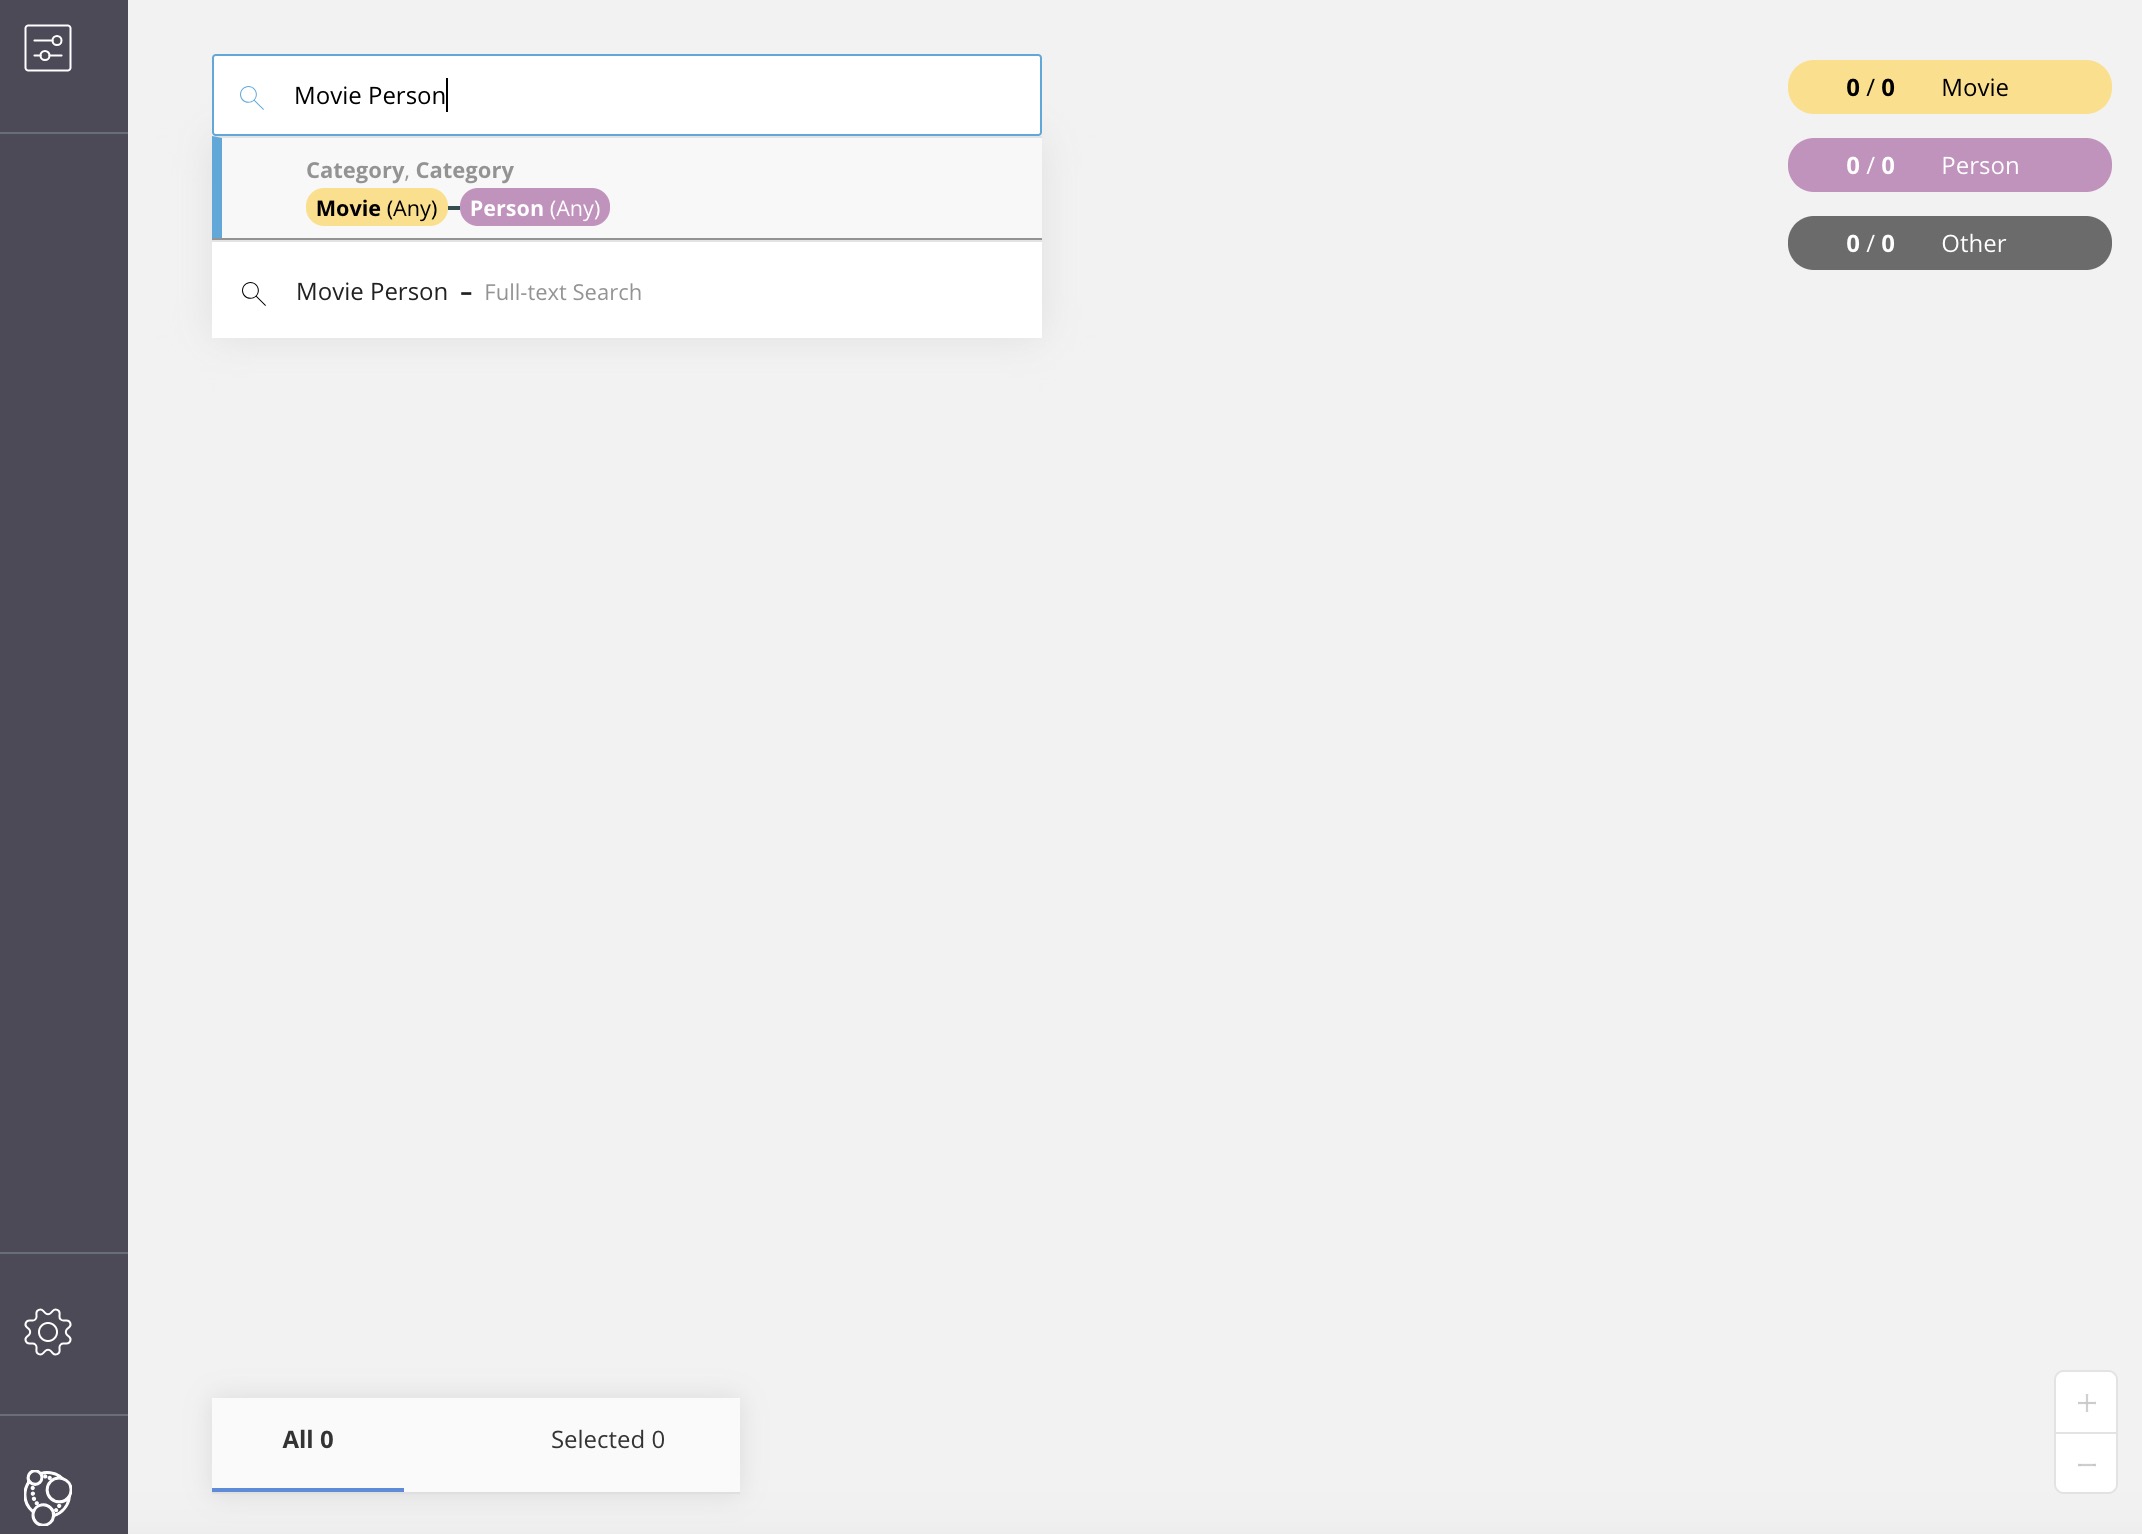 Movie Person
Category, Category
Movie (Any) Person (Any)
Movie Person – Full-text Search
0 / 0 Movie
0 / 0 Person
0 / 0 Other
All 0 Selected 0